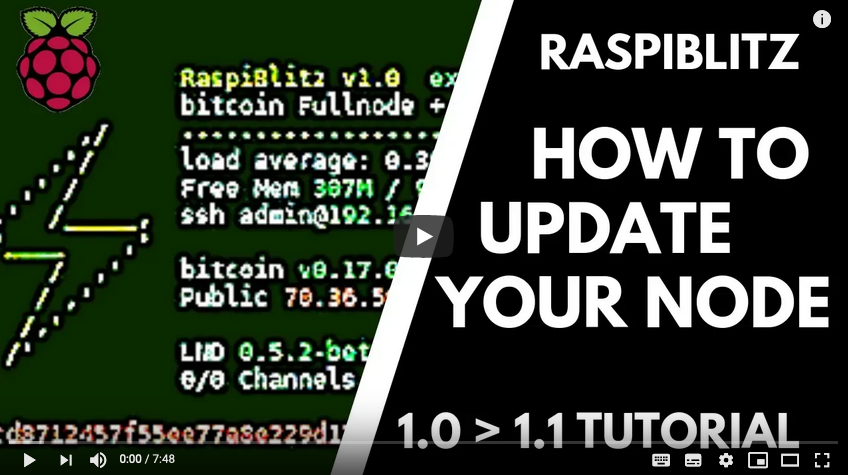 RaspiBlitz v1.0 ex
bitcoin Fullnode +
load average: 0.3
Free Mem 307M /
ssh admin@192.16
bitcoin v0.17.0
Public 70.36.5
LND 0.5.2-bet
0/0 Channels
RASPIBLITZ
HOW TO
UPDATE
YOUR NODE
1.0 > 1.1 TUTORIAL
0:00 / 7:48